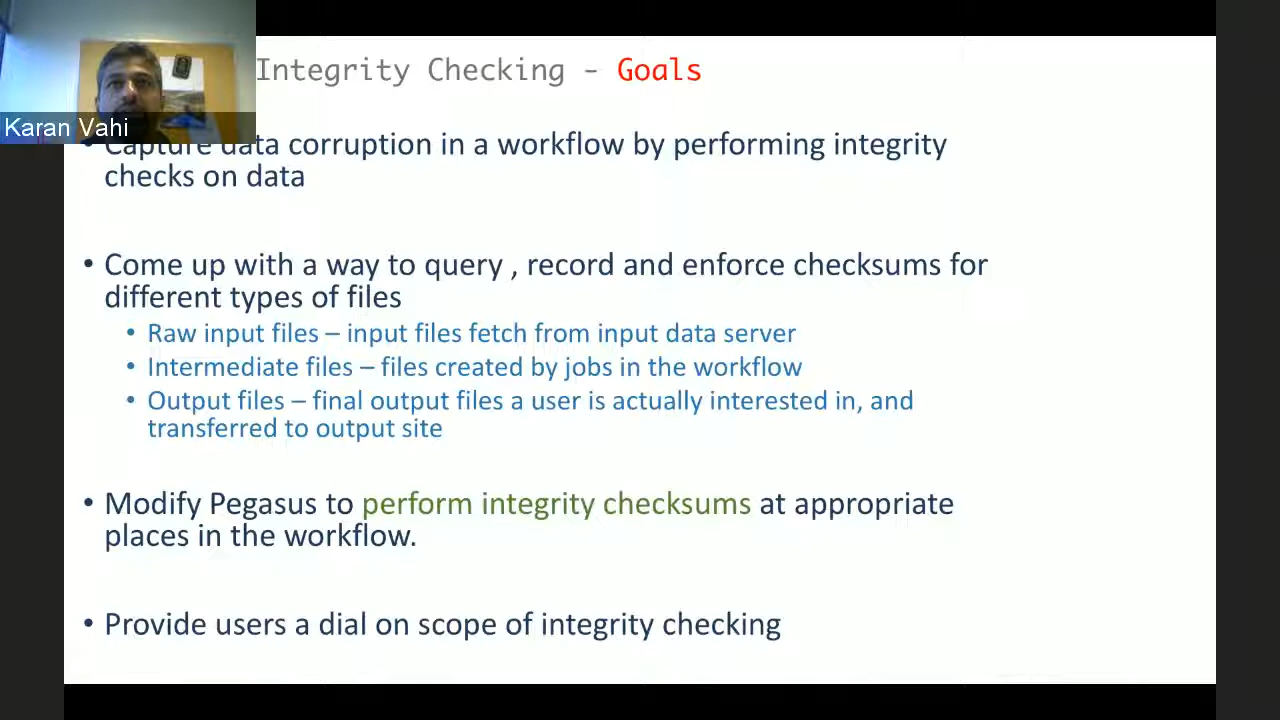 Integrity Checking - Goals
Karan Vahi
• Capture data corruption in a workflow by performing integrity
checks on data
• Come up with a way to query , record and enforce checksums for
different types of files
• Raw input files – input files fetch from input data server
• Intermediate files – files created by jobs in the workflow
• Output files – final output files a user is actually interested in, and
transferred to output site
• Modify Pegasus to perform integrity checksums at appropriate
places in the workflow.
• Provide users a dial on scope of integrity checking